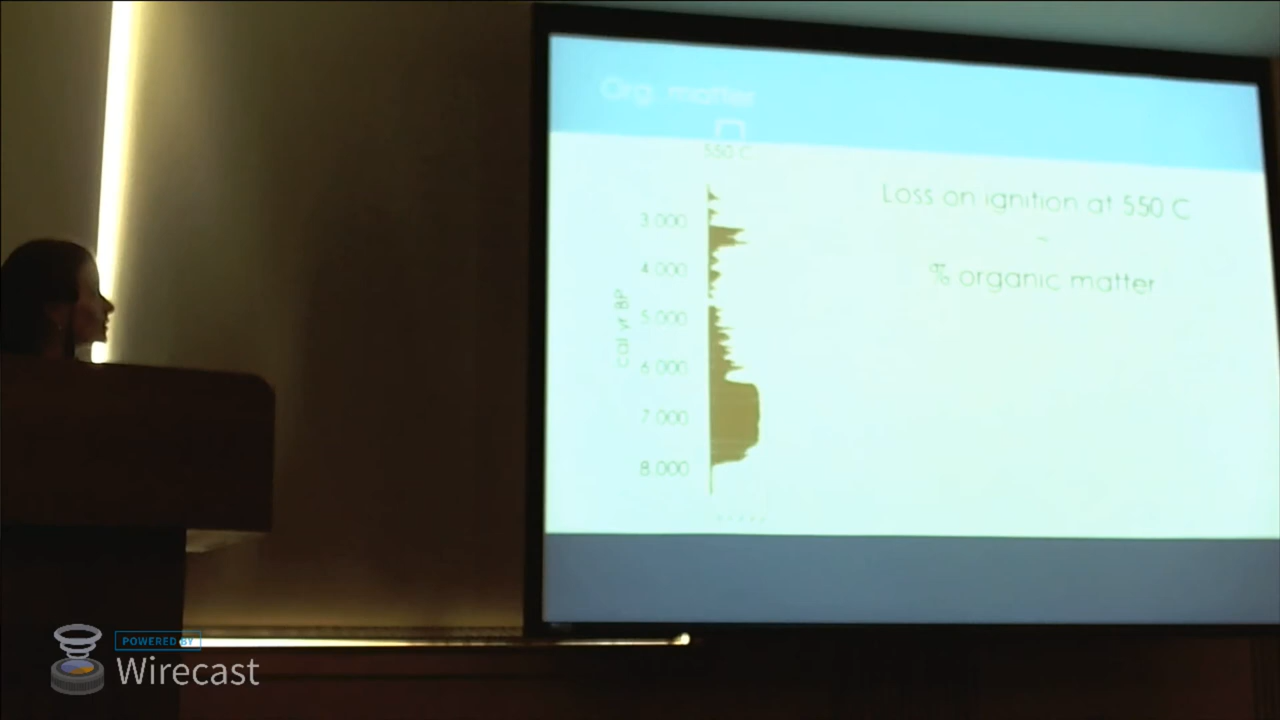 Org. matter
550 C
Loss on ignition at 550 C
~
% organic matter
3.000
4.000
5.000
6.000
7.000
8.000
cal yr BP
POWERED BY
Wirecast